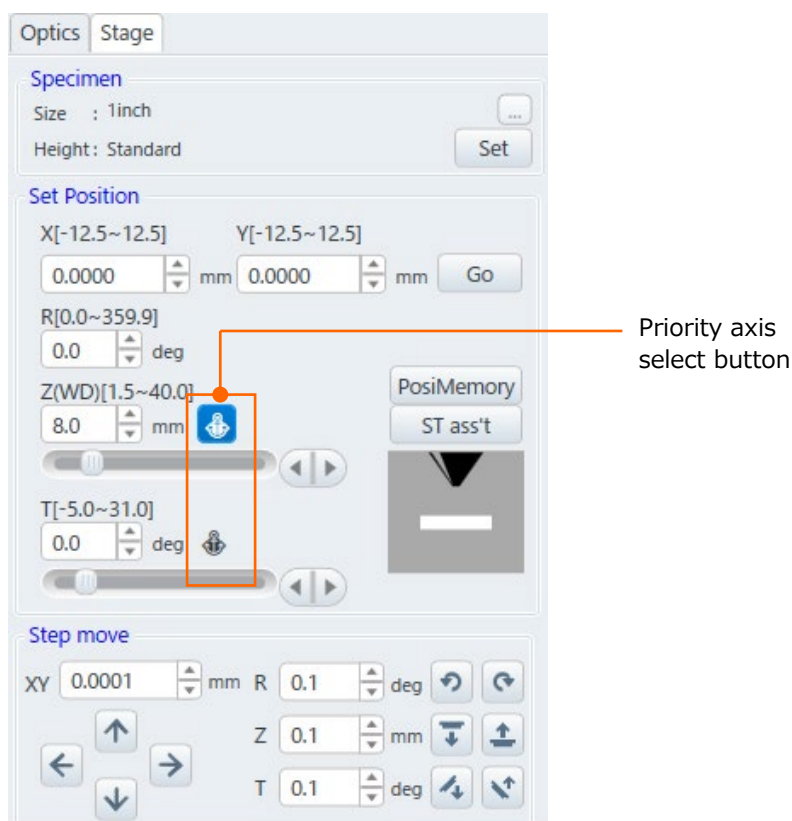 Optics Stage
Specimen
Size : 1inch
...
Height: Standard
Set
Set Position
X[-12.5~12.5] Y[-12.5~12.5]
0.0000 mm 0.0000 mm Go
R[0.0~359.9]
0.0 deg
Priority axis
select button
Z(WD)[1.5~40.0]
PosiMemory
8.0 mm
ST ass't
T[-5.0~31.0]
0.0 deg
Step move
XY 0.0001 mm R 0.1 deg
Z 0.1 mm
T 0.1 deg